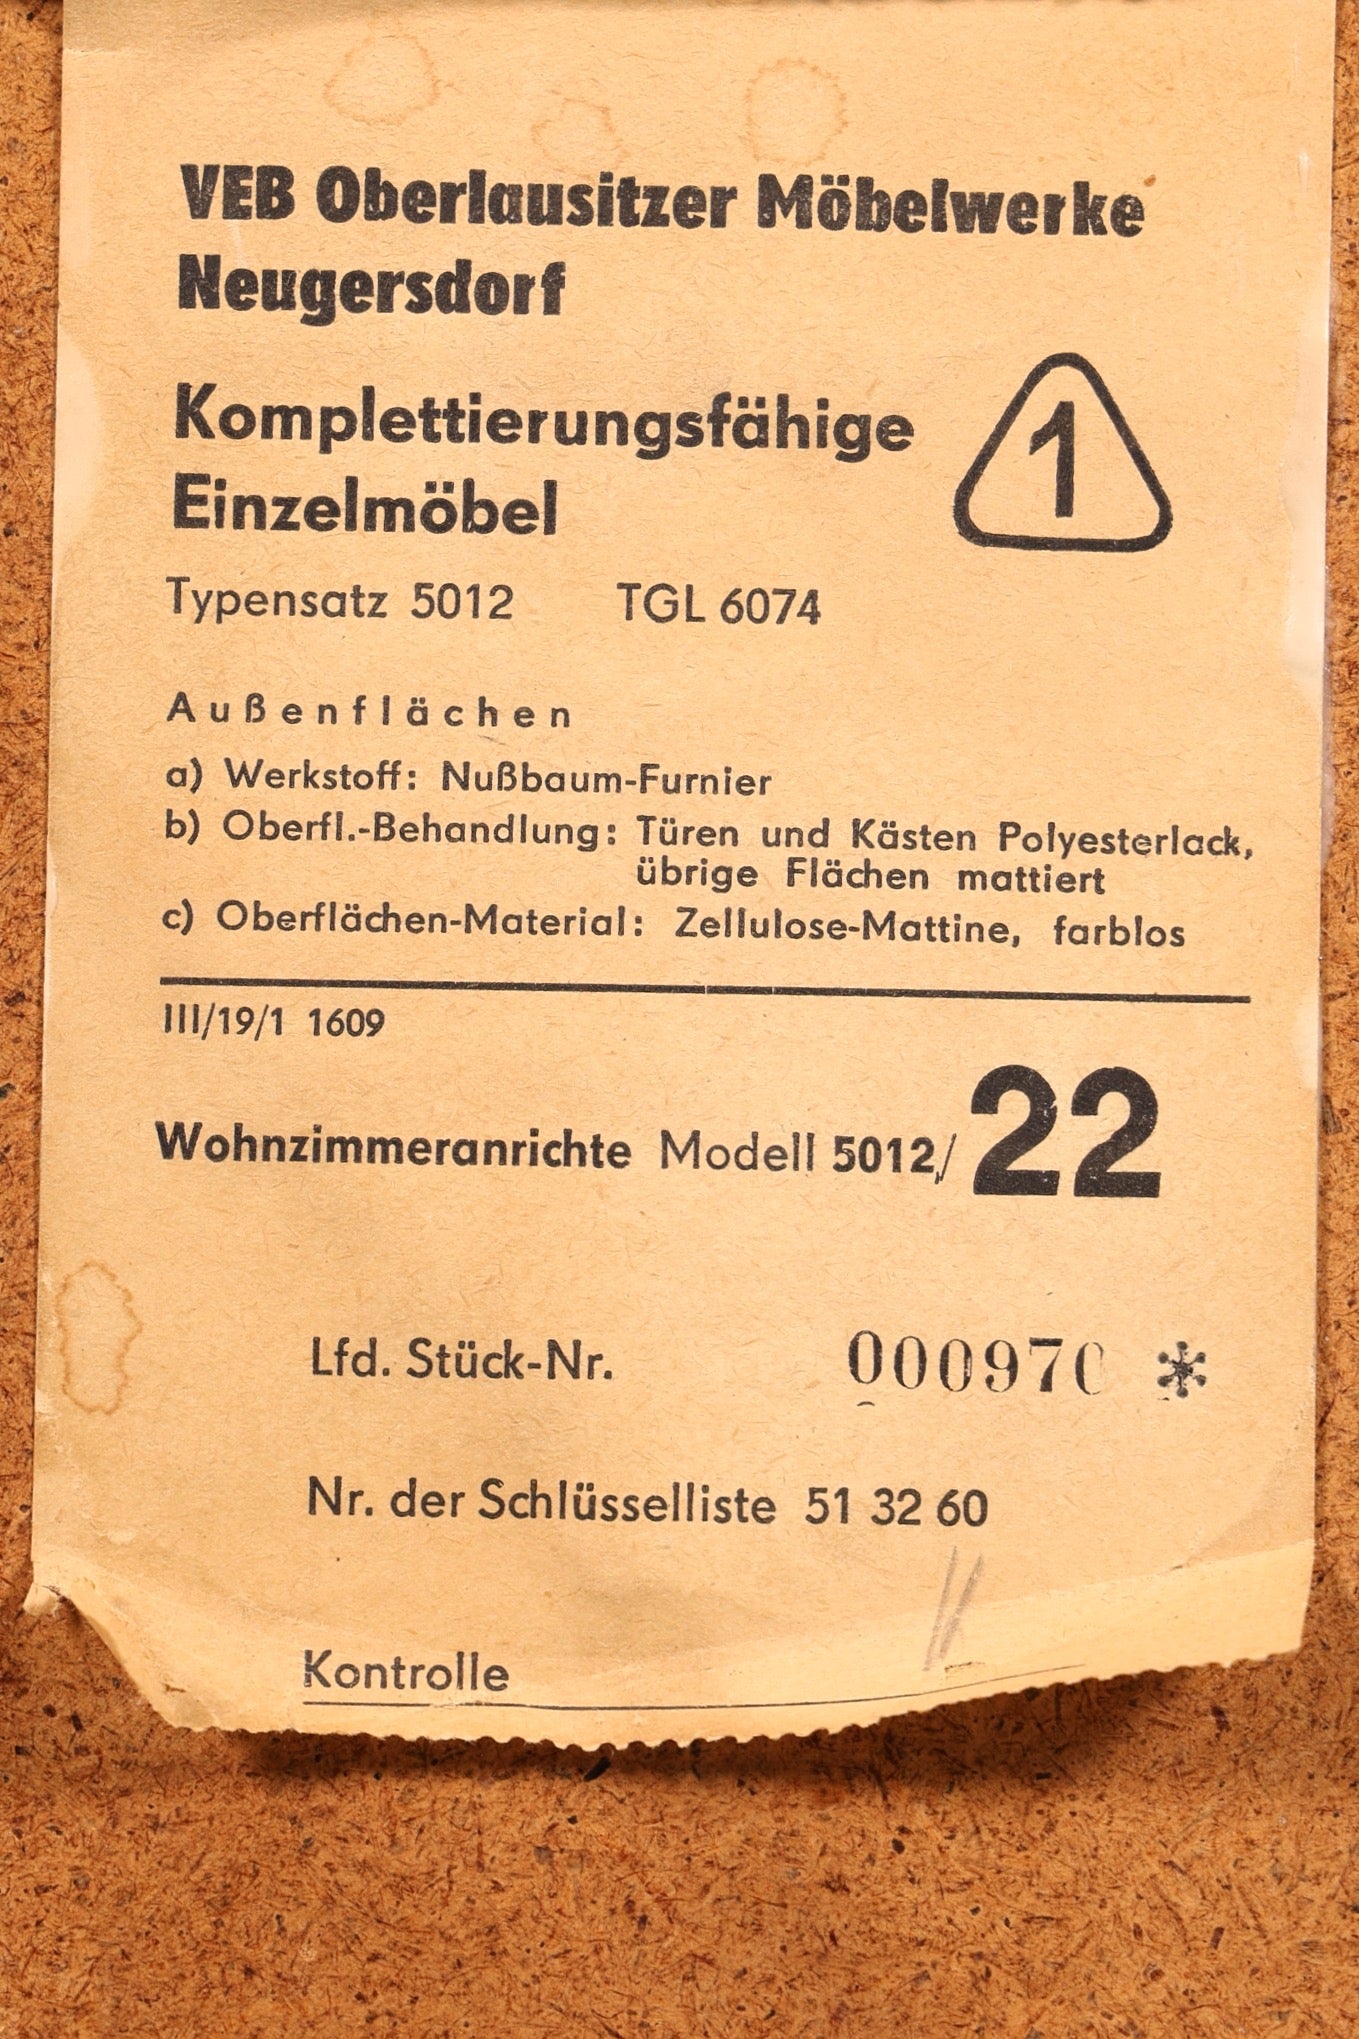 VEB Oberlausitzer Möbelwerke
Neugersdorf
Komplettierungsfähige
Einzelmöbel
1
Typensatz 5012 TGL 6074
Außenflächen
a) Werkstoff: Nußbaum-Furnier
b) Oberfl.-Behandlung: Türen und Kästen Polyesterlack,
übrige Flächen mattiert
c) Oberflächen-Material: Zellulose-Mattine, farblos
III/19/1 1609
Wohnzimmeranrichte Modell 5012/22
Lfd. Stück-Nr. 000970 *
Nr. der Schlüsselliste 51 32 60
Kontrolle